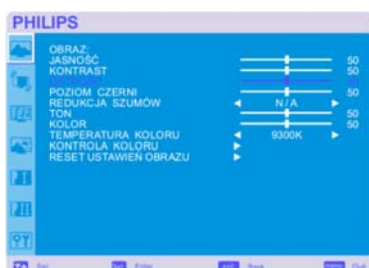 PHILIPS
OBRAZ:
JASNOŚĆ 50
KONTRAST 50
50
POZIOM CZERNI 50
REDUKCJA SZUMÓW N / A
TON 50
KOLOR 50
TEMPERATURA KOLORU 9300K
KONTROLA KOLORU
RESET USTAWIEŃ OBRAZU